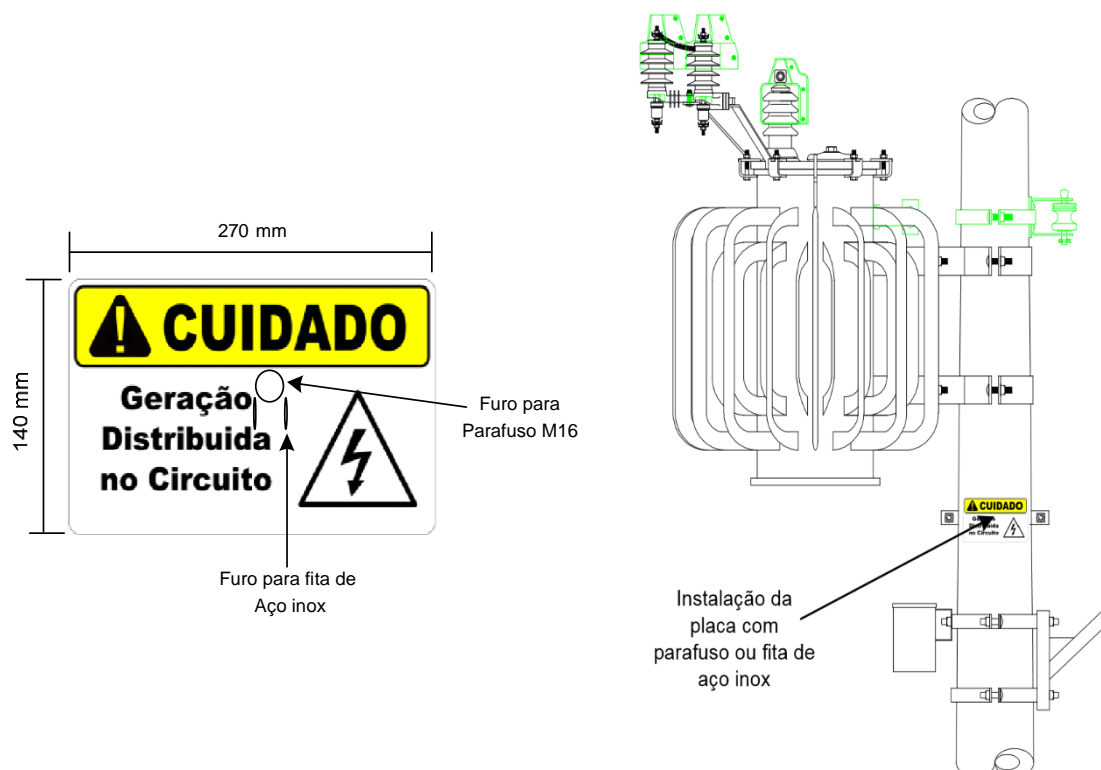 270 mm
140 mm
CUIDADO
Geração
Distribuida
no Circuito
Furo para
Parafuso M16
Furo para fita de
Aço inox
CUIDADO
Geração
Distribuida
no Circuito
Instalação da
placa com
parafuso ou fita de
aço inox